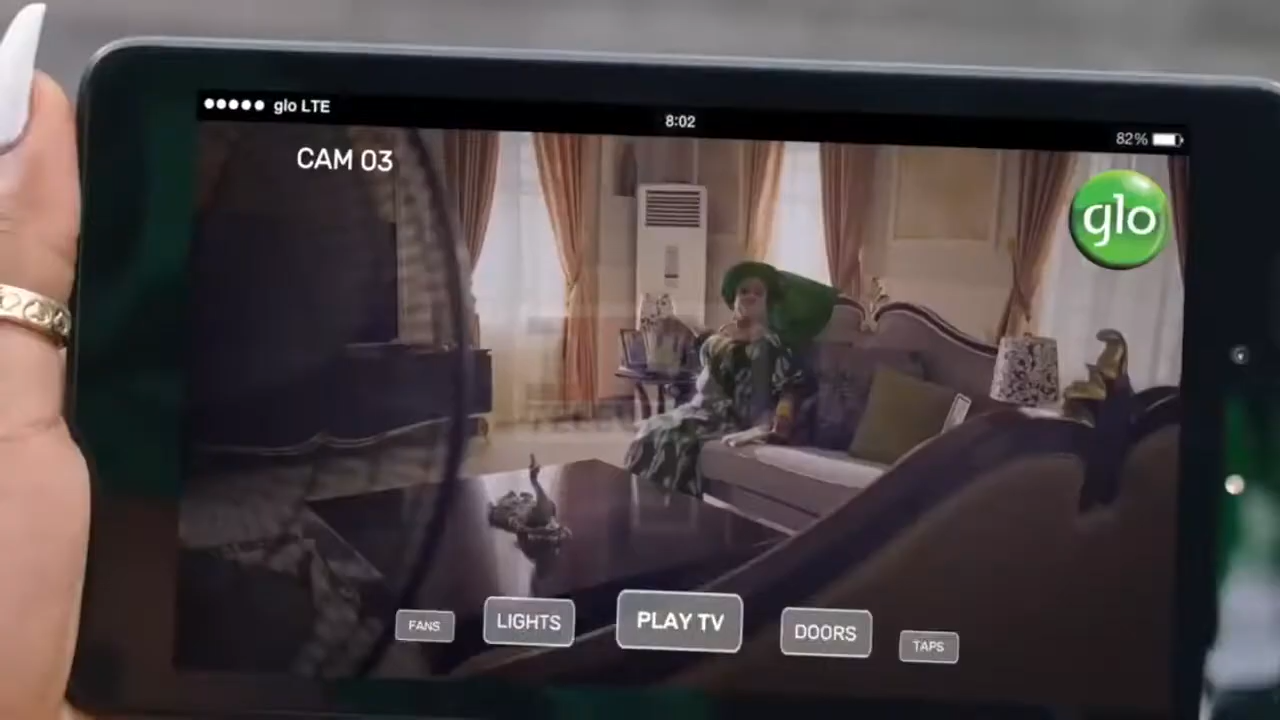 glo LTE
8:02
82%
CAM 03
glo
FANS
LIGHTS
PLAY TV
DOORS
TAPS